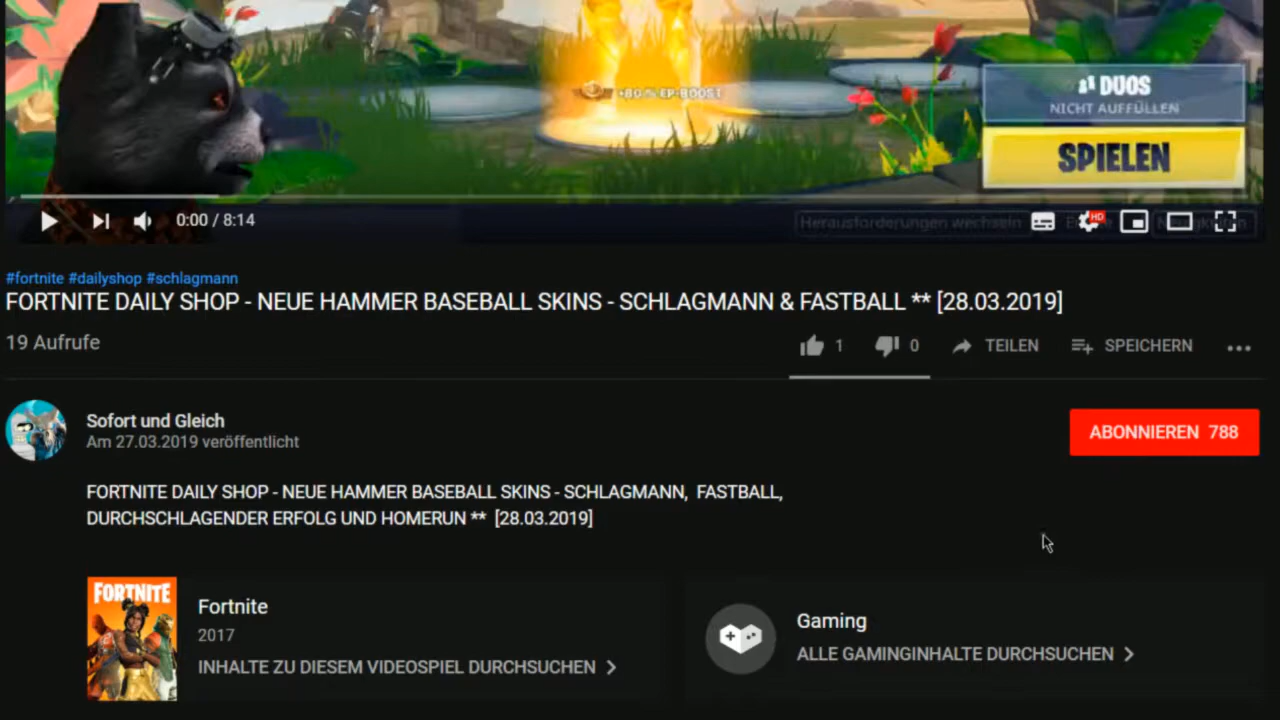 +80 % EP-BOOST
DUOS
NICHT AUFFÜLLEN
SPIELEN
0:00 / 8:14
Herausforderungen wechseln
HD
#fortnite #dailyshop #schlagmann
FORTNITE DAILY SHOP - NEUE HAMMER BASEBALL SKINS - SCHLAGMANN & FASTBALL ** [28.03.2019]
19 Aufrufe
1
0
TEILEN
SPEICHERN
Sofort und Gleich
Am 27.03.2019 veröffentlicht
ABONNIEREN 788
FORTNITE DAILY SHOP - NEUE HAMMER BASEBALL SKINS - SCHLAGMANN, FASTBALL,
DURCHSCHLAGENDER ERFOLG UND HOMERUN ** [28.03.2019]
FORTNITE
Fortnite
2017
INHALTE ZU DIESEM VIDEOSPIEL DURCHSUCHEN
Gaming
ALLE GAMINGINHALTE DURCHSUCHEN